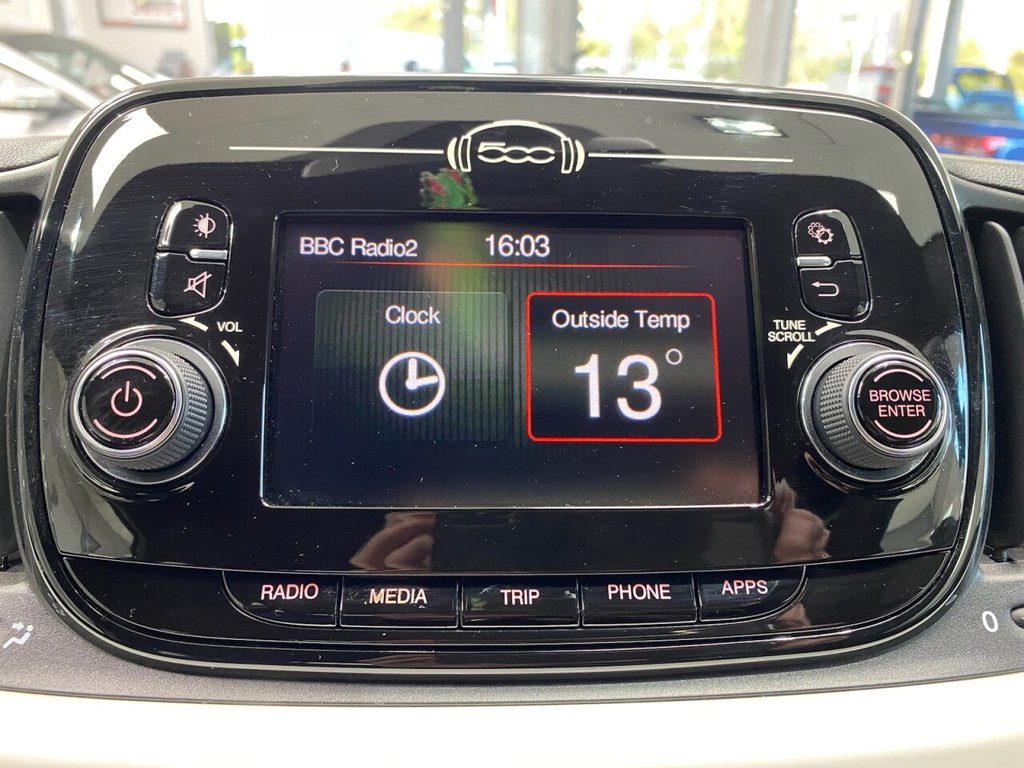 500
BBC Radio2 16:03
Clock
Outside Temp
13°
VOL
TUNE
SCROLL
BROWSE
ENTER
RADIO MEDIA TRIP PHONE APPS
0